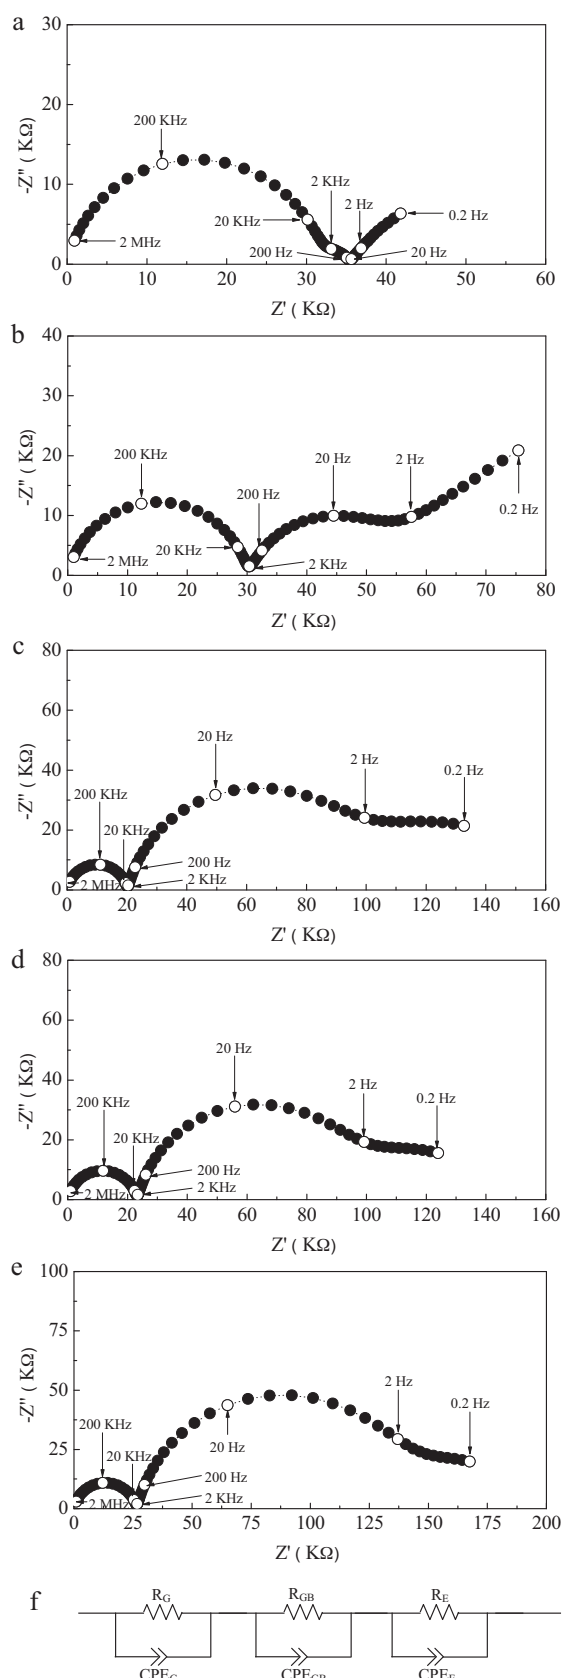 a
30
20
10
0
-Z" ( KΩ)
200 KHz
2 MHz
20 KHz
2 KHz
200 Hz
2 Hz
20 Hz
0.2 Hz
0 10 20 30 40 50 60
Z' ( KΩ)
b
40
30
20
10
0
-Z" ( KΩ)
200 KHz
2 MHz
20 KHz
200 Hz
2 KHz
20 Hz
2 Hz
0.2 Hz
0 10 20 30 40 50 60 70 80
Z' ( KΩ)
c
80
60
40
20
0
-Z" ( KΩ)
200 KHz
20 KHz
2 MHz
2 KHz
200 Hz
20 Hz
2 Hz
0.2 Hz
0 20 40 60 80 100 120 140 160
Z' ( KΩ)
d
80
60
40
20
0
-Z" ( KΩ)
200 KHz
20 KHz
2 MHz
2 KHz
200 Hz
20 Hz
2 Hz
0.2 Hz
0 20 40 60 80 100 120 140 160
Z' ( KΩ)
e
100
75
50
25
0
-Z" ( KΩ)
200 KHz
20 KHz
2 MHz
2 KHz
200 Hz
20 Hz
2 Hz
0.2 Hz
0 25 50 75 100 125 150 175 200
Z' ( KΩ)
f
R_G R_GB R_E
CPE_G CPE_GB CPE_E